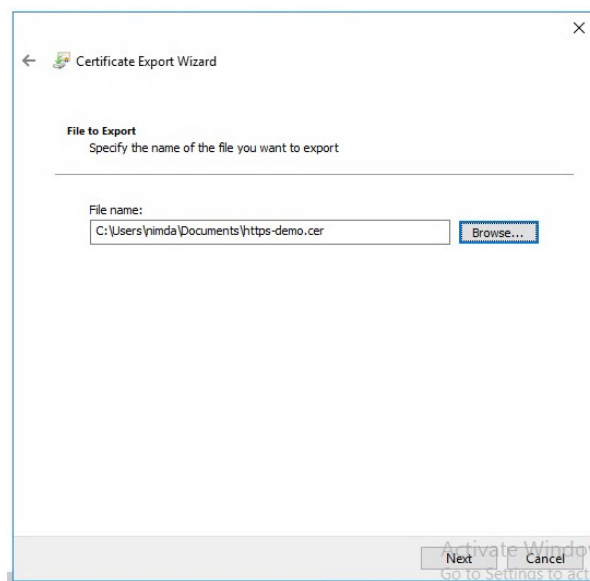 Certificate Export Wizard
File to Export
Specify the name of the file you want to export
File name:
C:\Users\nimda\Documents\https-demo.cer
Browse...
Activate Windo
Next Cancel
Go to Settings to act